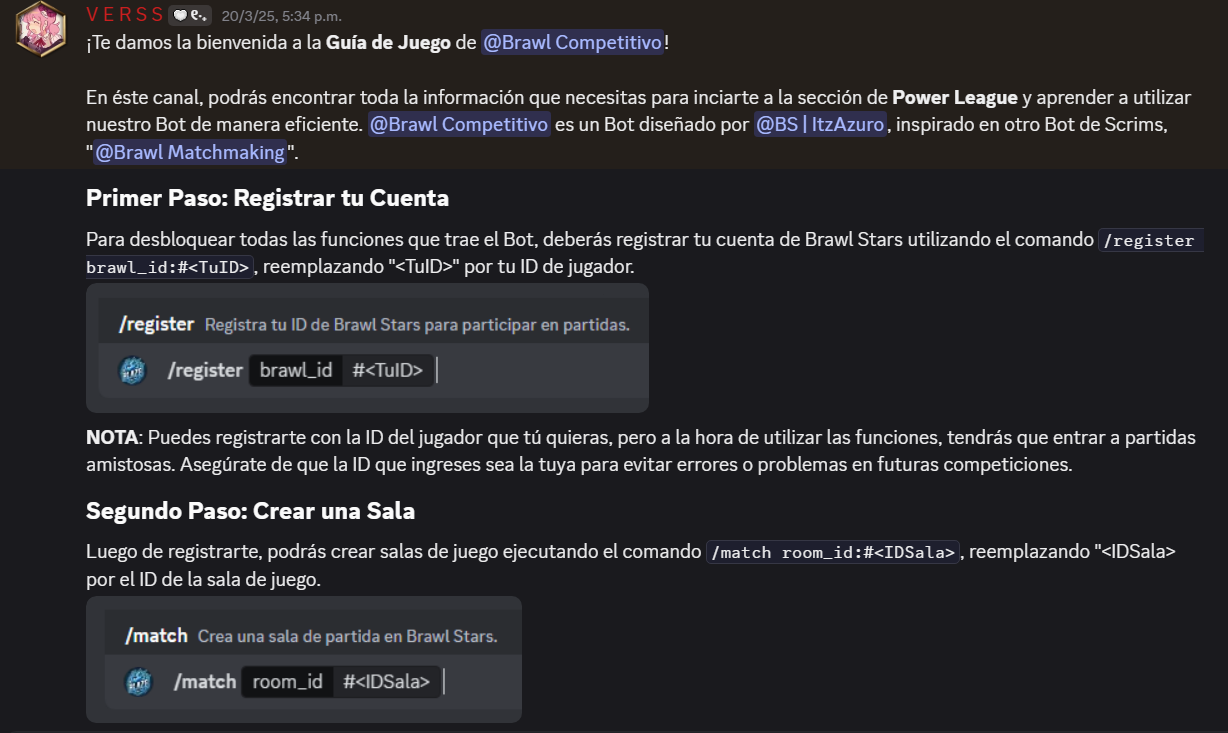 V E R S S 20/3/25, 5:34 p.m.
¡Te damos la bienvenida a la Guía de Juego de @Brawl Competitivo!
En éste canal, podrás encontrar toda la información que necesitas para inciarte a la sección de Power League y aprender a utilizar
nuestro Bot de manera eficiente. @Brawl Competitivo es un Bot diseñado por @BS | ItzAzuro, inspirado en otro Bot de Scrims,
"@Brawl Matchmaking".
Primer Paso: Registrar tu Cuenta
Para desbloquear todas las funciones que trae el Bot, deberás registrar tu cuenta de Brawl Stars utilizando el comando /register
brawl_id:#<TuID>, reemplazando "<TuID>" por tu ID de jugador.
/register Registra tu ID de Brawl Stars para participar en partidas.
/register brawl_id #<TuID>
NOTA: Puedes registrarte con la ID del jugador que tú quieras, pero a la hora de utilizar las funciones, tendrás que entrar a partidas
amistosas. Asegúrate de que la ID que ingreses sea la tuya para evitar errores o problemas en futuras competiciones.
Segundo Paso: Crear una Sala
Luego de registrarte, podrás crear salas de juego ejecutando el comando /match room_id:#<IDSala>, reemplazando "<IDSala>
por el ID de la sala de juego.
/match Crea una sala de partida en Brawl Stars.
/match room_id #<IDSala>